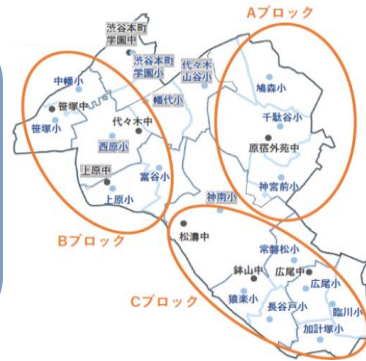 Aブロック
渋谷本町
学園中
渋谷本町
学園小
代々木
山谷小
鳩森小
中幡小
幡代小
笹塚中
千駄谷小
笹塚小
代々木中
原宿外苑中
西原小
富谷小
上原中
神宮前小
上原小
神南小
Bブロック
松濤中
常磐松小
鉢山中
広尾中
広尾小
Cブロック
猿楽小
長谷戸小
臨川小
加計塚小